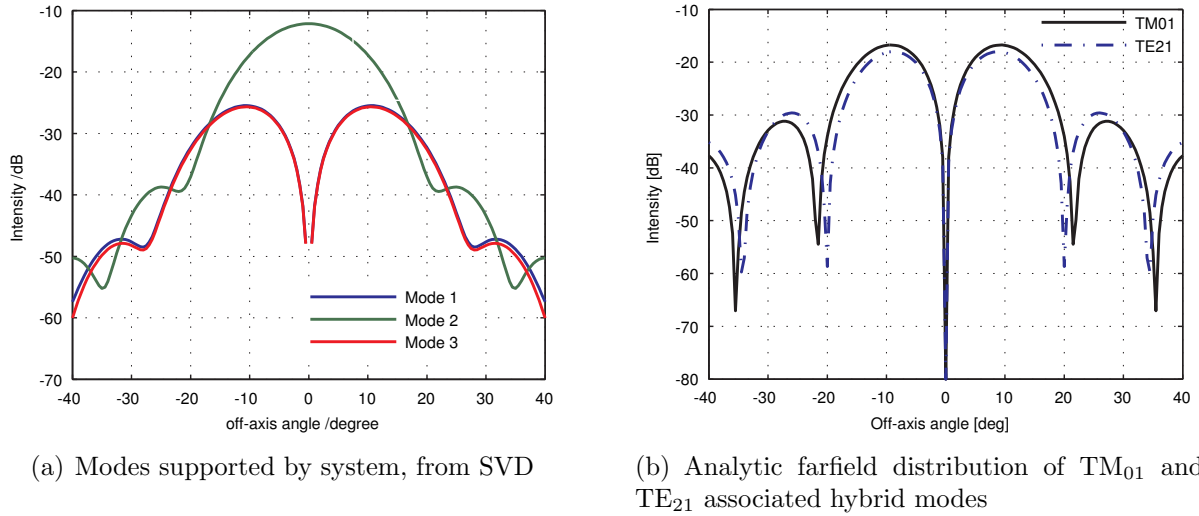 -10
-20
-30
-40
-50
-60
-70
Intensity /dB
Mode 1
Mode 2
Mode 3
-40 -30 -20 -10 0 10 20 30 40
off-axis angle /degree
(a) Modes supported by system, from SVD
-10
-20
-30
-40
-50
-60
-70
-80
Intensity [dB]
TM01
TE21
-40 -30 -20 -10 0 10 20 30 40
Off-axis angle [deg]
(b) Analytic farfield distribution of TM01 and
TE21 associated hybrid modes